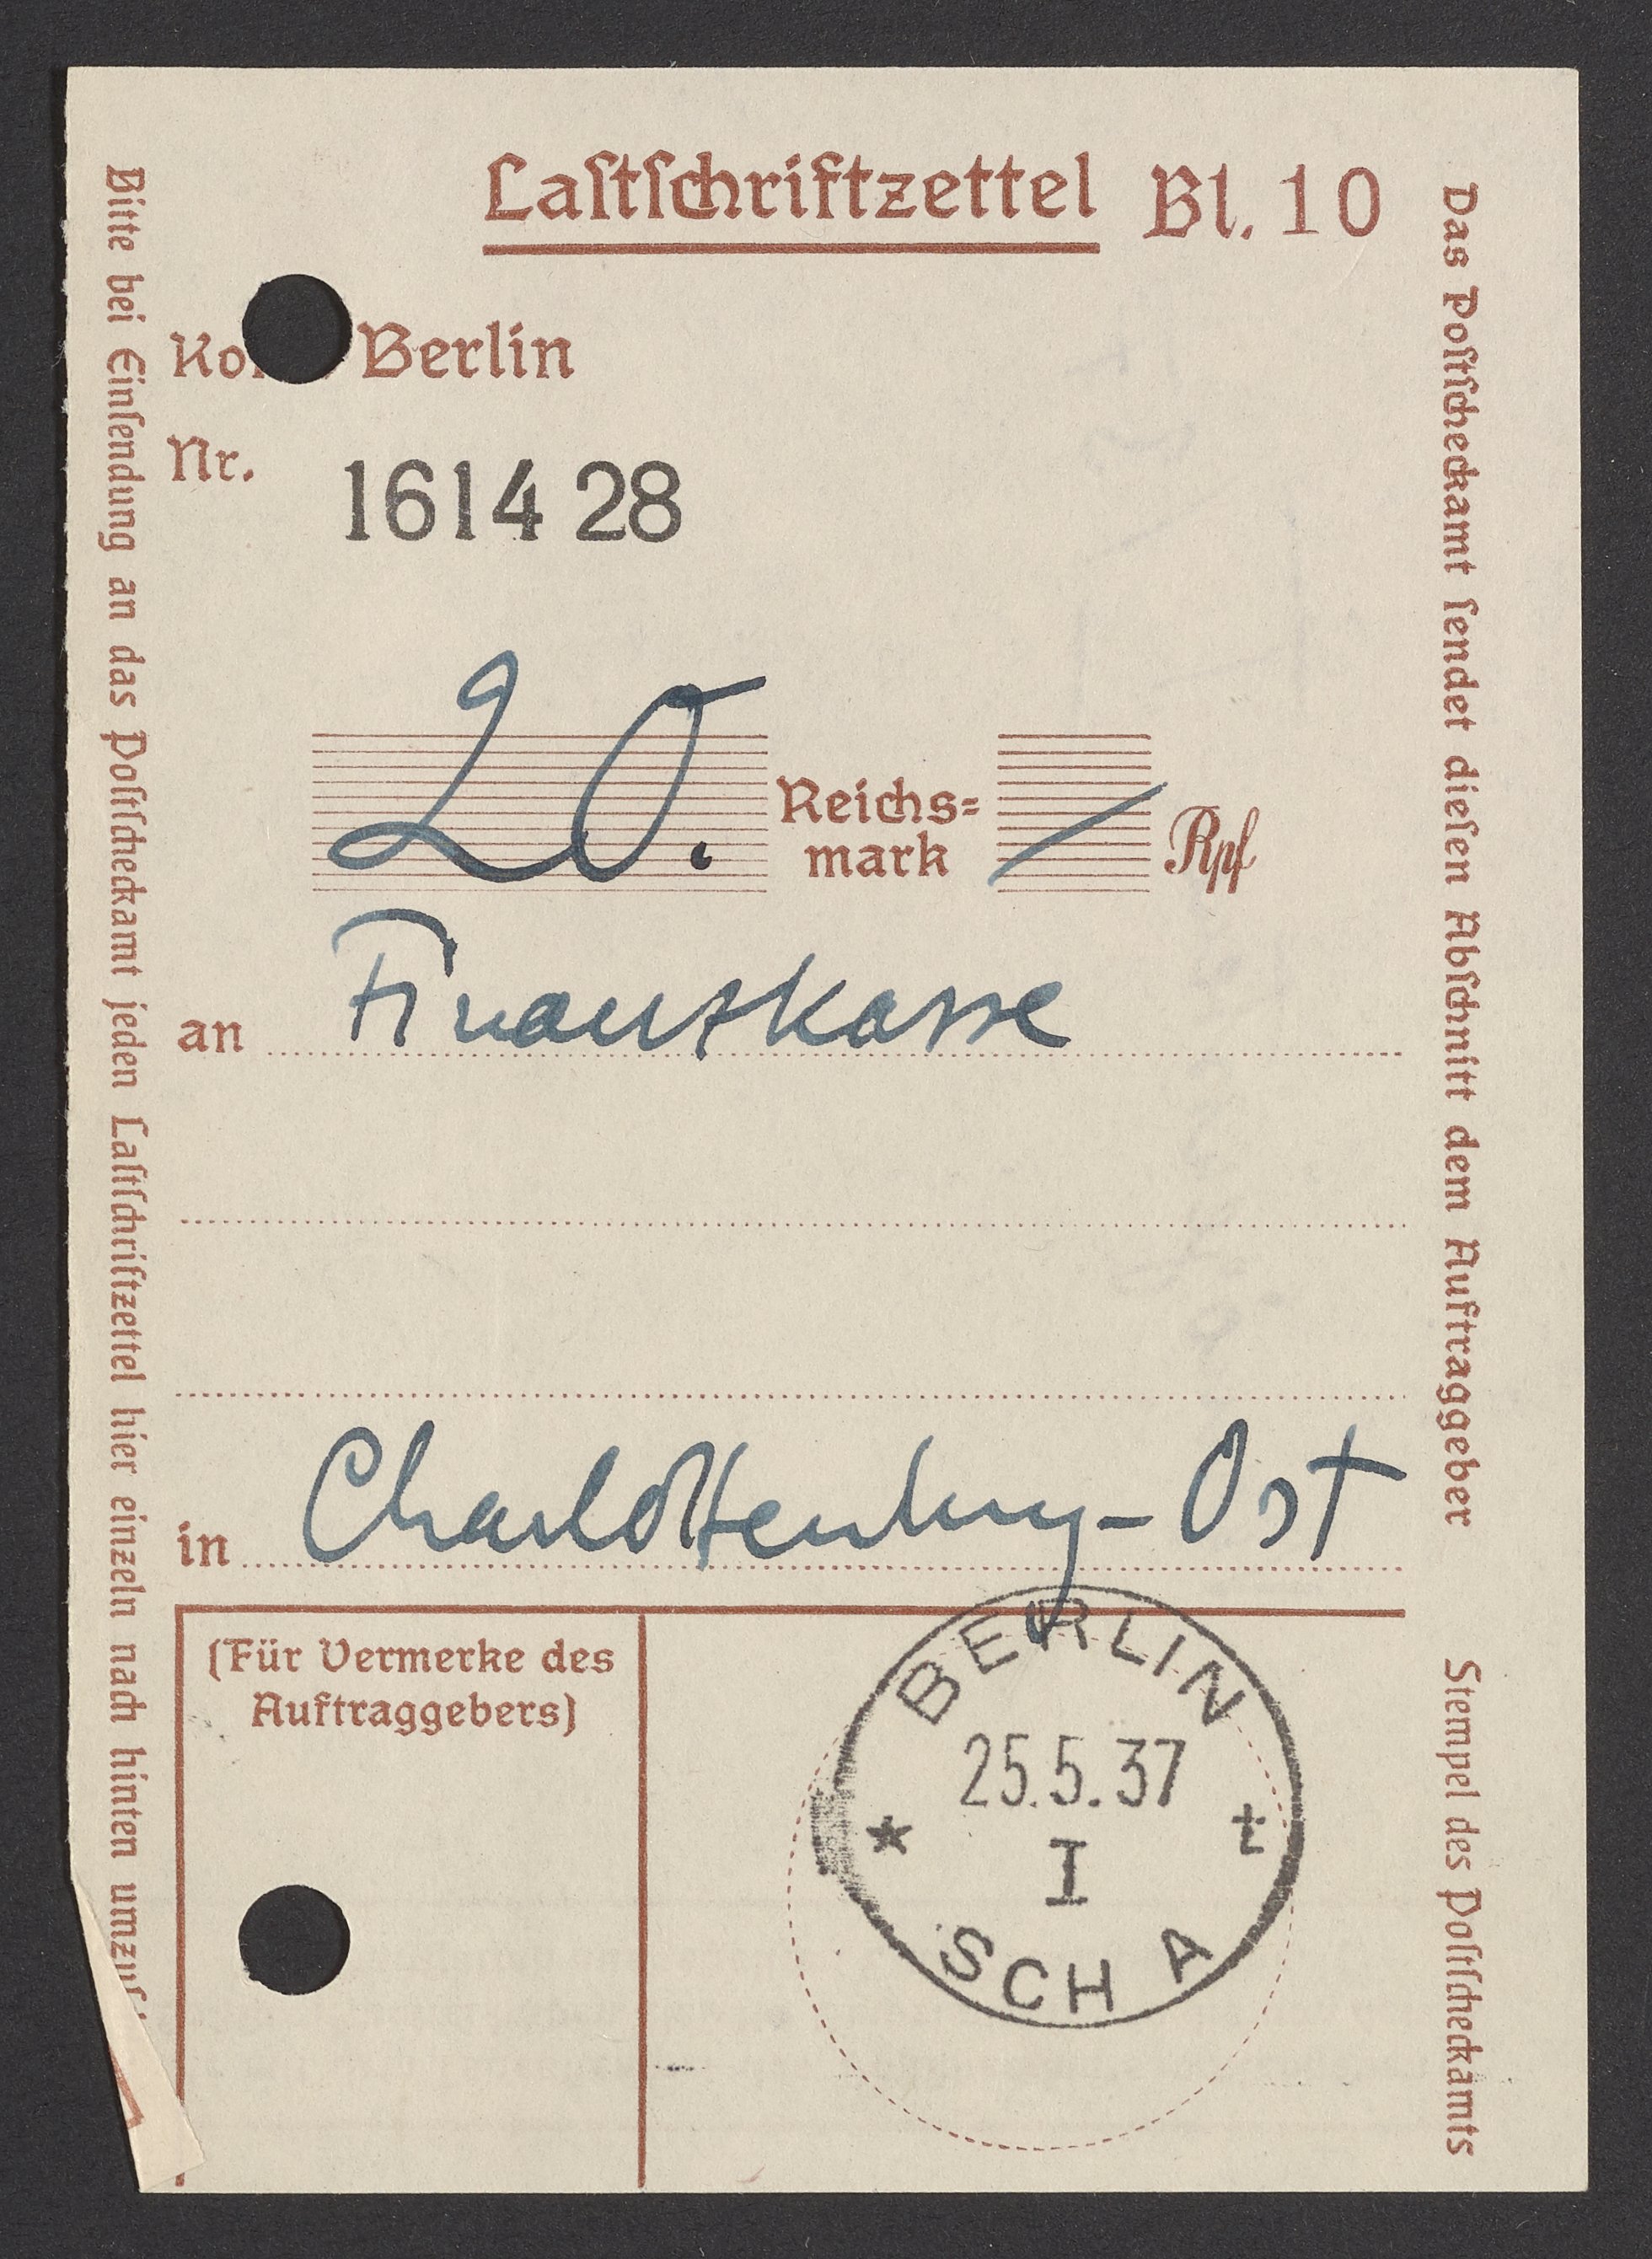 Laſtſchriftzettel Bl. 10
Berlin
Nr. 1614 28
20. Reichs=
mark / Rpf
an Finanzkasse
in Charlottenburg-Ost
(Für Vermerke des
Auftraggebers)
BERLIN
25.5.37
* t
I
SCH A
Bitte bei Einſendung an das Poſtſcheckamt jeden Laſtſchriftzettel hier einzeln nach hinten
Das Poſtſcheckamt ſendet dieſen Abſchnitt dem Auftraggeber
Stempel des Poſtſcheckamts